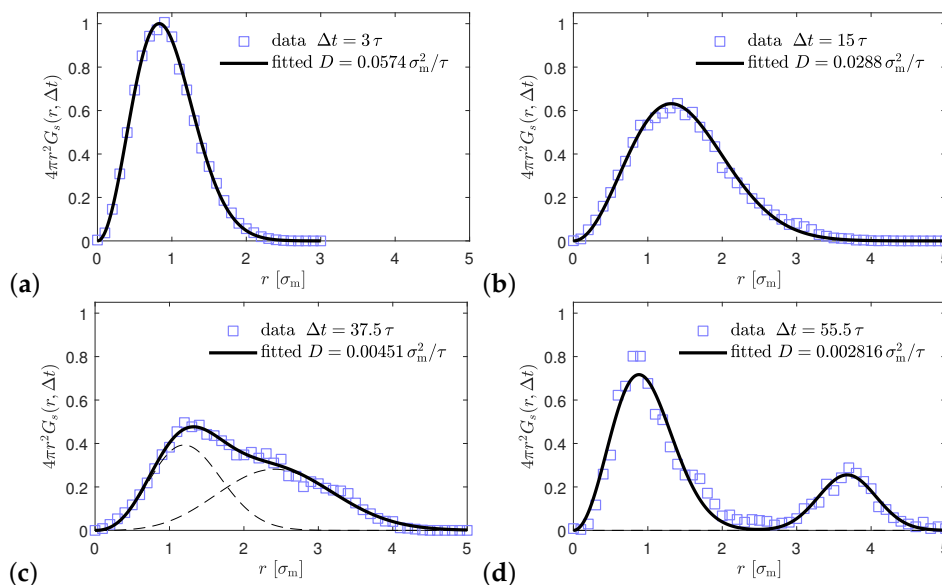 1
0.8
0.6
0.4
0.2
0
4πr²G_s(r, Δt)
data Δt = 3 τ
fitted D = 0.0574 σ_m²/τ
0 1 2 3 4 5
r [σ_m]
(a)
1
0.8
0.6
0.4
0.2
0
4πr²G_s(r, Δt)
data Δt = 15 τ
fitted D = 0.0288 σ_m²/τ
0 1 2 3 4 5
r [σ_m]
(b)
1
0.8
0.6
0.4
0.2
0
4πr²G_s(r, Δt)
data Δt = 37.5 τ
fitted D = 0.00451 σ_m²/τ
0 1 2 3 4 5
r [σ_m]
(c)
1
0.8
0.6
0.4
0.2
0
4πr²G_s(r, Δt)
data Δt = 55.5 τ
fitted D = 0.002816 σ_m²/τ
0 1 2 3 4 5
r [σ_m]
(d)